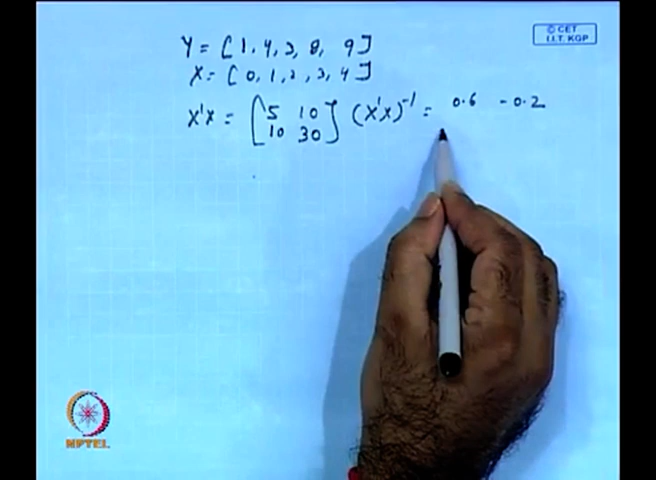 © CET
I.I.T. KGP
Y = [ 1, 4, 3, 8, 9 ]
X = [ 0, 1, 2, 3, 4 ]
X'X = [ 5 10 ] (X'X)⁻¹ = 0.6 -0.2
10 30
NPTEL